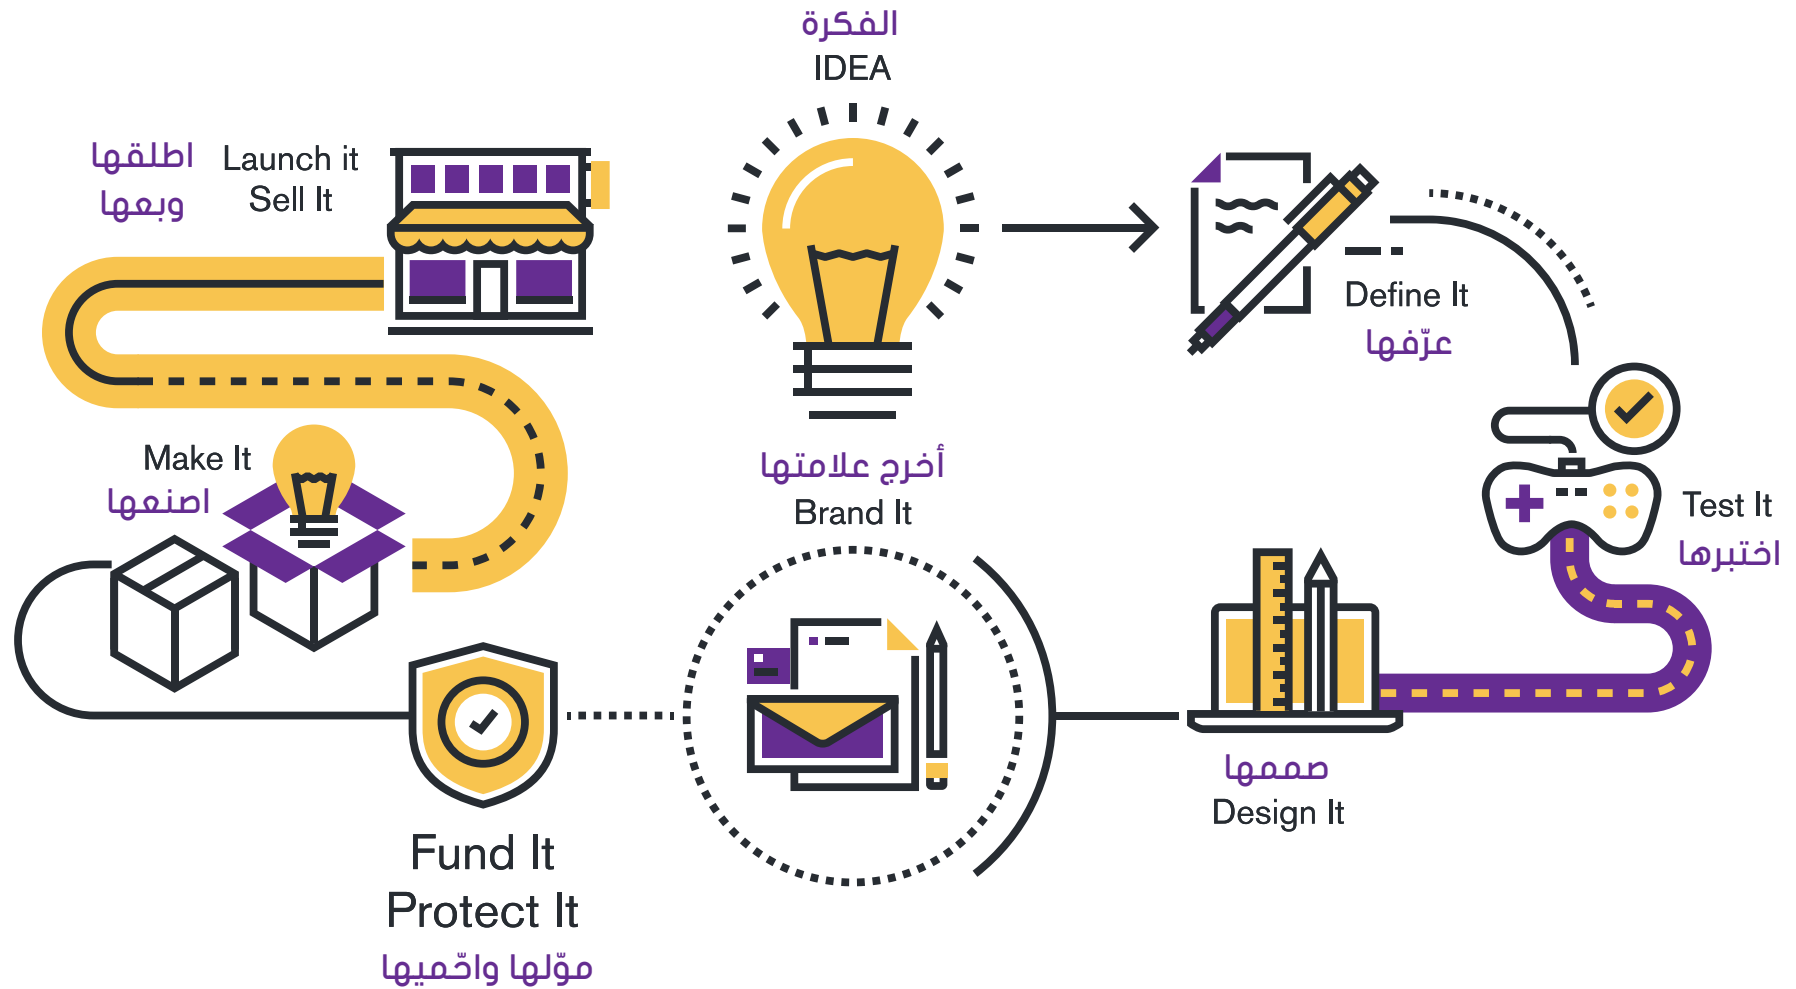 الفكرة
IDEA
Define It
عرّفها
Test It
اختبرها
صممها
Design It
أخرج علامتها
Brand It
Fund It
Protect It
موّلها واحّميها
Make It
اصنعها
Launch it
Sell It
اطلقها
وبعها